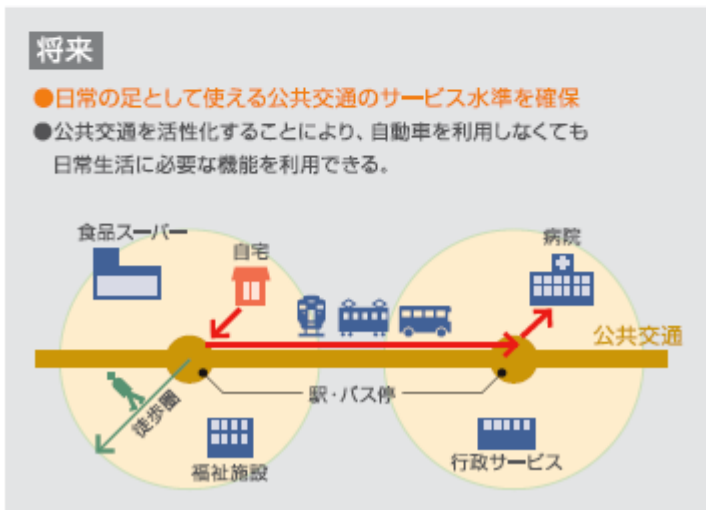 将来
●日常の足として使える公共交通のサービス水準を確保
●公共交通を活性化することにより、自動車を利用しなくても
日常生活に必要な機能を利用できる。
食品スーパー
自宅
病院
公共交通
駅・バス停
徒歩圏
福祉施設
行政サービス